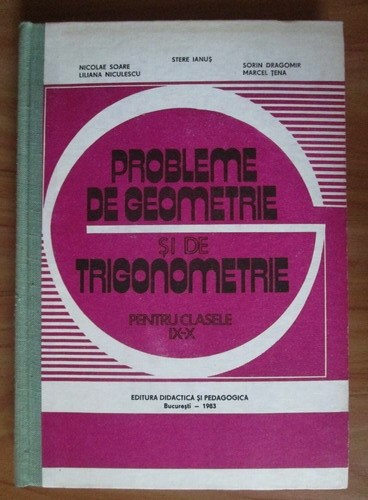 STERE IANUȘ
NICOLAE SOARE SORIN DRAGOMIR
LILIANA NICULESCU MARCEL ȚENA
PROBLEME
DE GEOMETRIE
ȘI DE
TRIGONOMETRIE
PENTRU CLASELE
IX-X
EDITURA DIDACTICA ȘI PEDAGOGICA
București – 1983